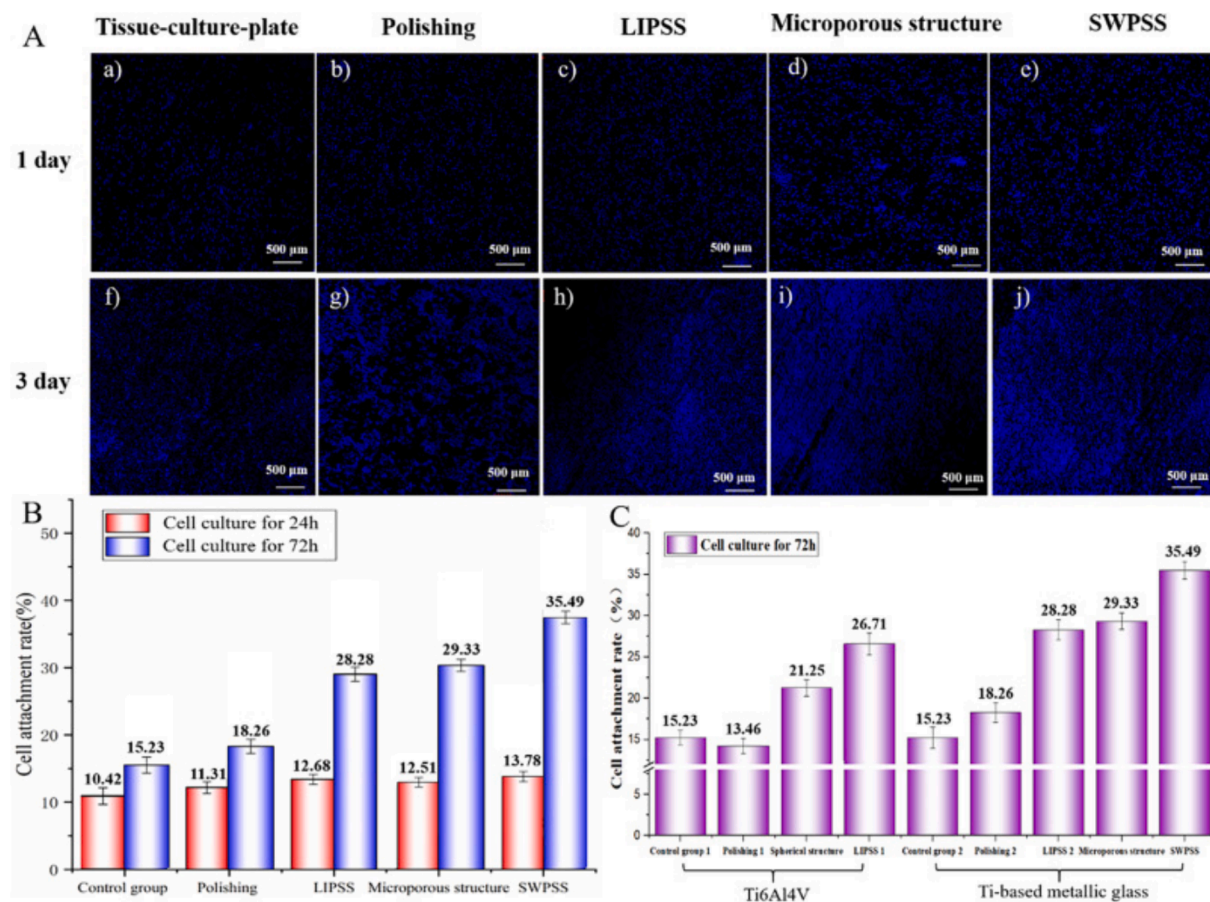 A
Tissue-culture-plate Polishing LIPSS Microporous structure SWPSS
1 day
a) b) c) d) e)
500 µm 500 µm 500 µm 500 µm 500 µm
3 day
f) g) h) i) j)
500 µm 500 µm 500 µm 500 µm 500 µm
B
Cell attachment rate(%)
50
40
30
20
10
0
Cell culture for 24h
Cell culture for 72h
10.42 15.23 11.31 18.26 12.68 28.28 12.51 29.33 13.78 35.49
Control group Polishing LIPSS Microporous structure SWPSS
C
Cell attachment rate (%)
40
35
30
25
20
15
5
0
Cell culture for 72h
15.23 13.46 21.25 26.71 15.23 18.26 28.28 29.33 35.49
Control group 1 Polishing 1 Spherical structure LIPSS 1 Control group 2 Polishing 2 LIPSS 2 Microporous structure SWPSS
Ti6Al4V Ti-based metallic glass